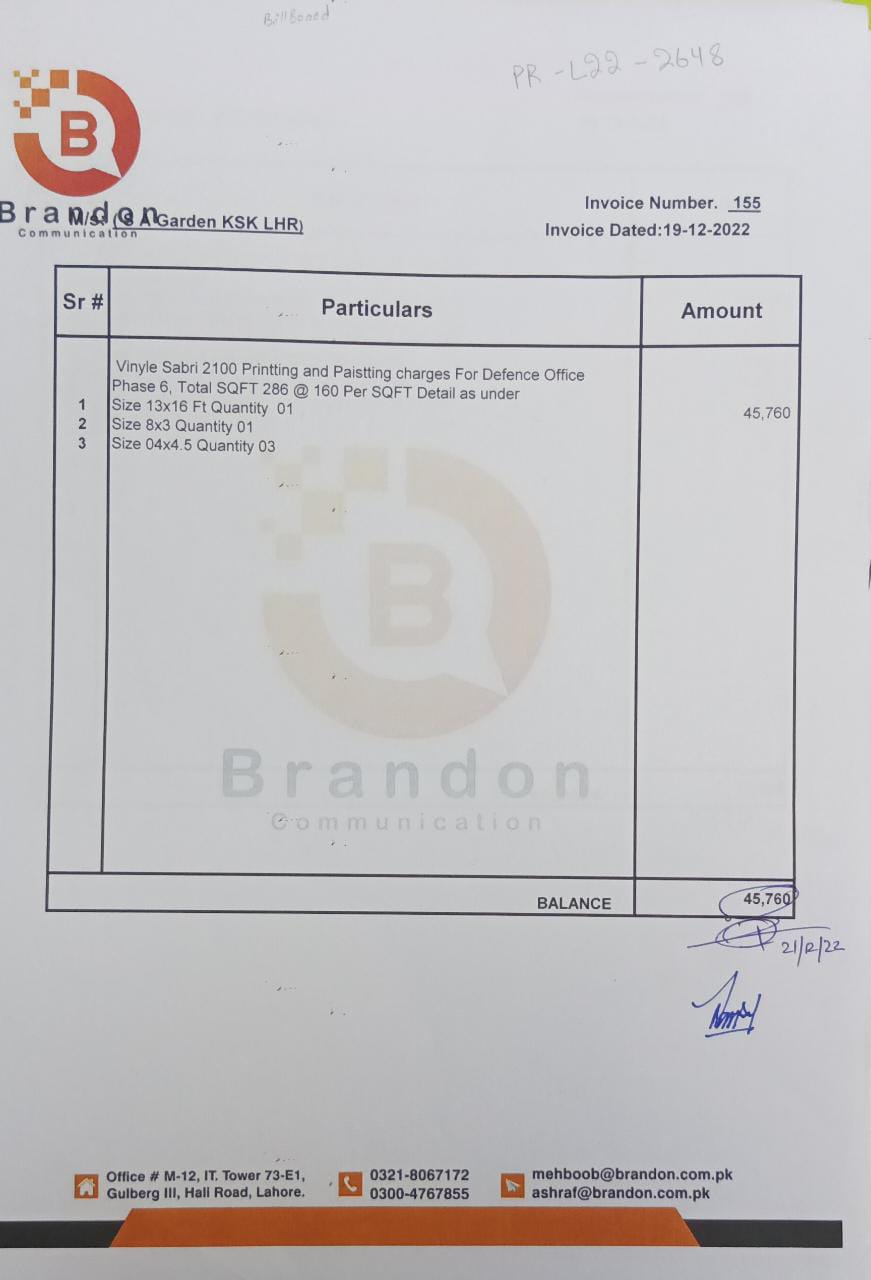 BillBoaed
PR - L22 - 2648
B
Brandon
Communication
M/S. (S A Garden KSK LHR)
Invoice Number. 155
Invoice Dated:19-12-2022
Sr # Particulars Amount
Vinyle Sabri 2100 Printting and Paistting charges For Defence Office
Phase 6, Total SQFT 286 @ 160 Per SQFT Detail as under
1 Size 13x16 Ft Quantity 01 45,760
2 Size 8x3 Quantity 01
3 Size 04x4.5 Quantity 03
B
Brandon
Communication
BALANCE 45,760
21/12/22
Office # M-12, IT. Tower 73-E1,
Gulberg III, Hali Road, Lahore.
0321-8067172
0300-4767855
mehboob@brandon.com.pk
ashraf@brandon.com.pk